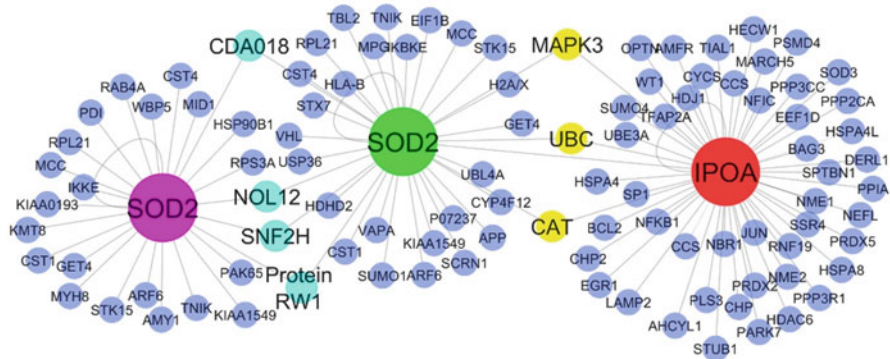 CDA018
TBL2
TNIK
EIF1B
RPL21
MPG
IKBKE
MCC
STK15
MAPK3
CST4
HLA-B
H2A/X
STX7
SOD2
GET4
UBC
VHL
USP36
UBL4A
CYP4F12
CAT
HDHD2
P07237
VAPA
KIAA1549
APP
CST1
SCRN1
SUMO1
ARF6
CST4
RAB4A
WBP5
MID1
PDI
HSP90B1
RPL21
RPS3A
MCC
IKKE
KIAA0193
SOD2
NOL12
SNF2H
KMT8
Protein
RW1
CST1
GET4
PAK65
MYH8
ARF6
TNIK
STK15
AMY1
KIAA1549
HECW1
OPTN
AMFR
TIAL1
PSMD4
MARCH5
WT1
CYCS
CCS
PPP3CC
SOD3
HDJ1
NFIC
PPP2CA
SUMO4
TFAP2A
EEF1D
UBE3A
HSPA4L
BAG3
DERL1
IPOA
SPTBN1
HSPA4
SP1
PPIA
NME1
NEFL
BCL2
NFKB1
JUN
SSR4
CHP2
CCS
NBR1
RNF19
PRDX5
EGR1
NME2
HSPA8
LAMP2
PRDX2
PPP3R1
PLS3
CHP
HDAC6
AHCYL1
PARK7
STUB1